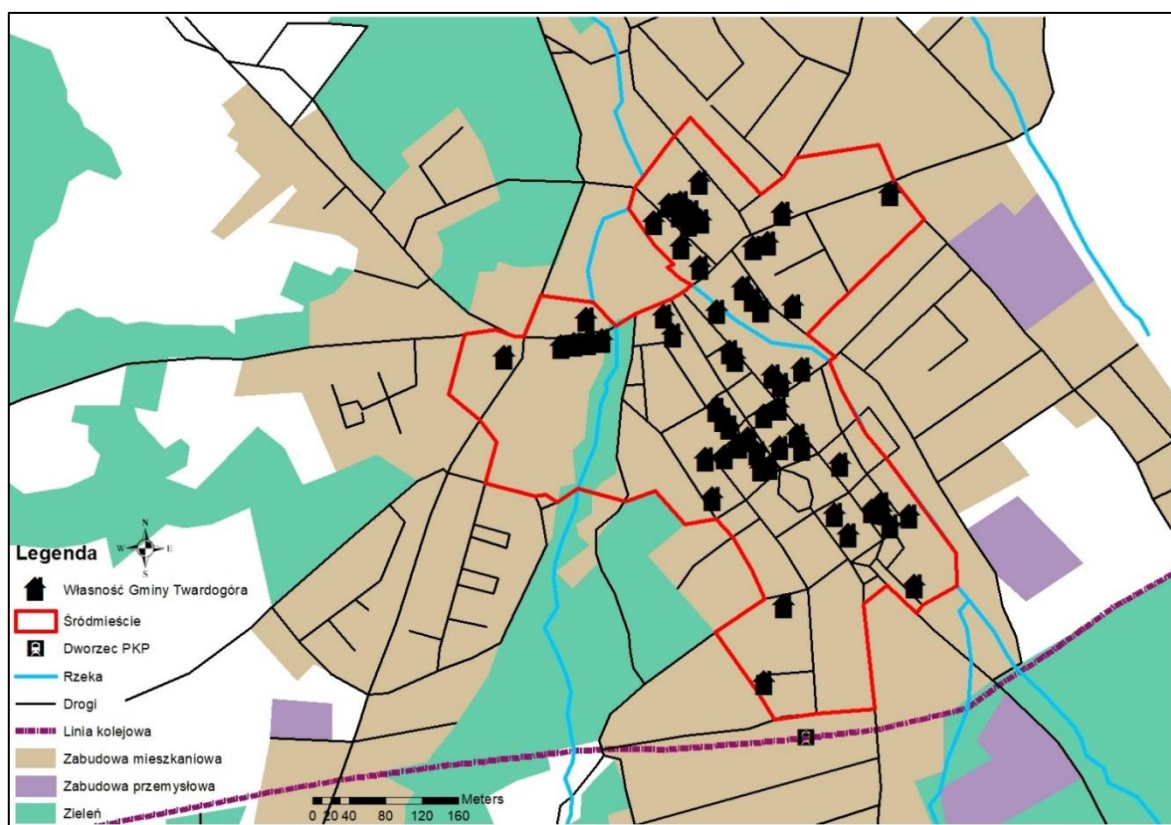 Legenda
N
W E
S
Własność Gminy Twardogóra
Śródmieście
Dworzec PKP
Rzeka
Drogi
Linia kolejowa
Zabudowa mieszkaniowa
Zabudowa przemysłowa
Zieleń
Meters
0 20 40 80 120 160